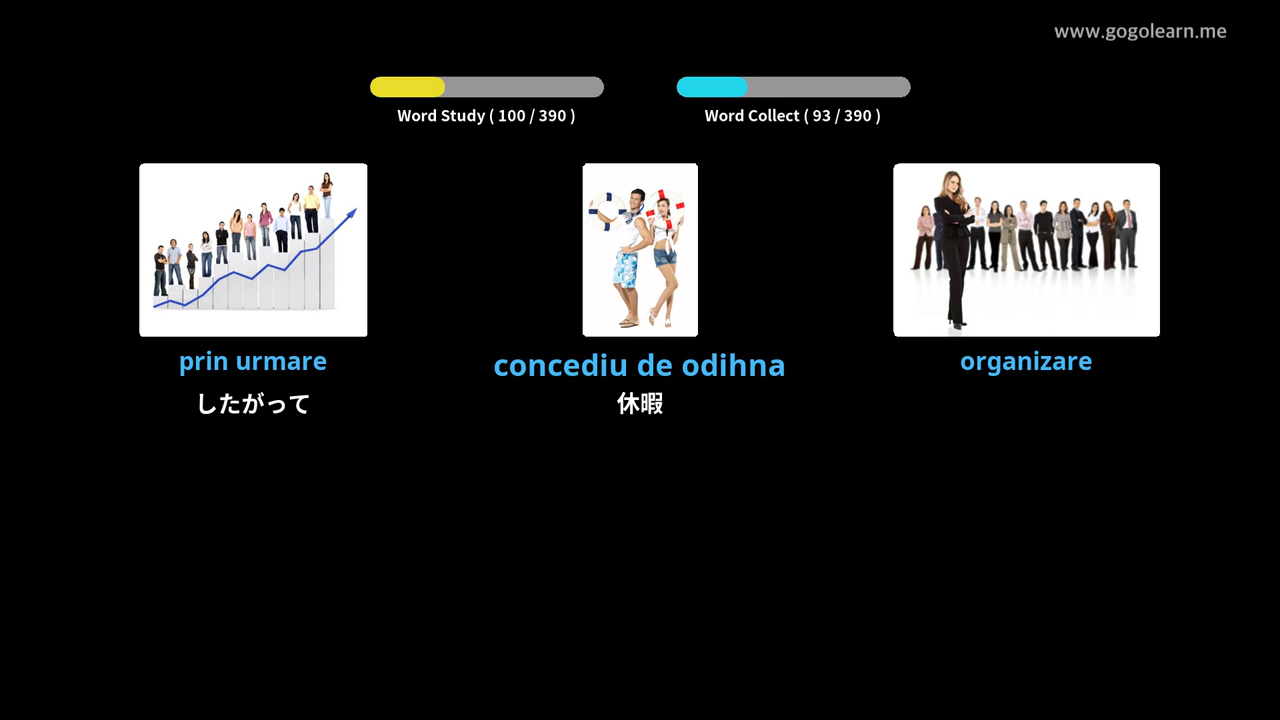 www.gogolearn.me
Word Study ( 100 / 390 )
Word Collect ( 93 / 390 )
prin urmare
concediu de odihna
organizare
したがって
休暇